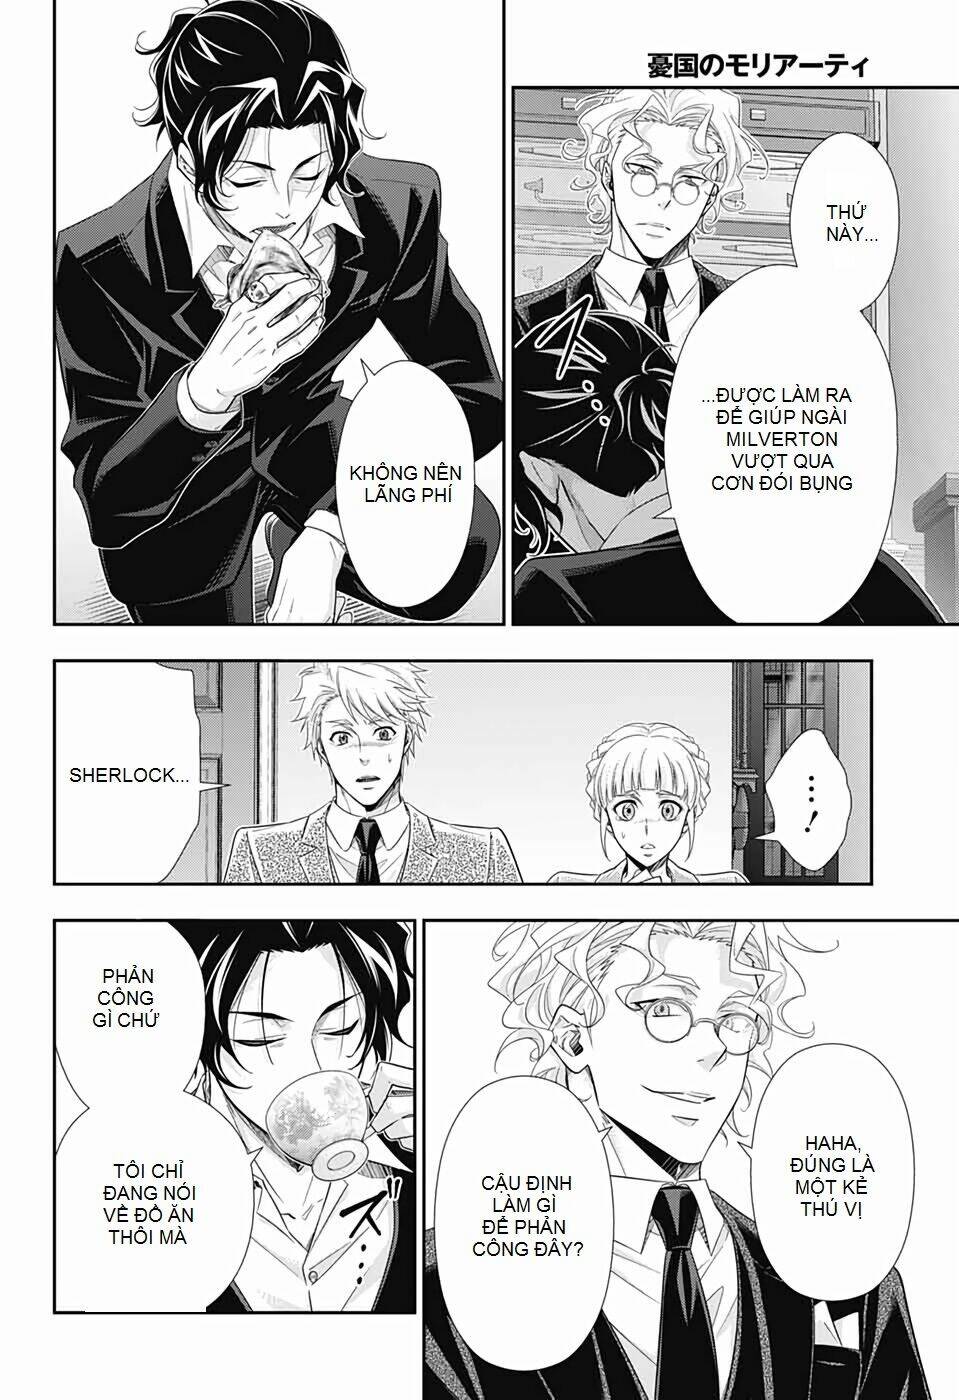 憂国のモリアーティ
THỨ
NÀY...
...ĐƯỢC LÀM RA
ĐỂ GIÚP NGÀI
MILVERTON
VƯỢT QUA
CƠN ĐÓI BỤNG
KHÔNG NÊN
LÃNG PHÍ
...!
SHERLOCK...
HAHA,
ĐÚNG LÀ
MỘT KẺ
THÚ VỊ
CẬU ĐỊNH
LÀM GÌ
ĐỂ PHẢN
CÔNG ĐÂY?
PHẢN
CÔNG
GÌ CHỨ
TÔI CHỈ
ĐANG NÓI
VỀ ĐỒ ĂN
THÔI MÀ